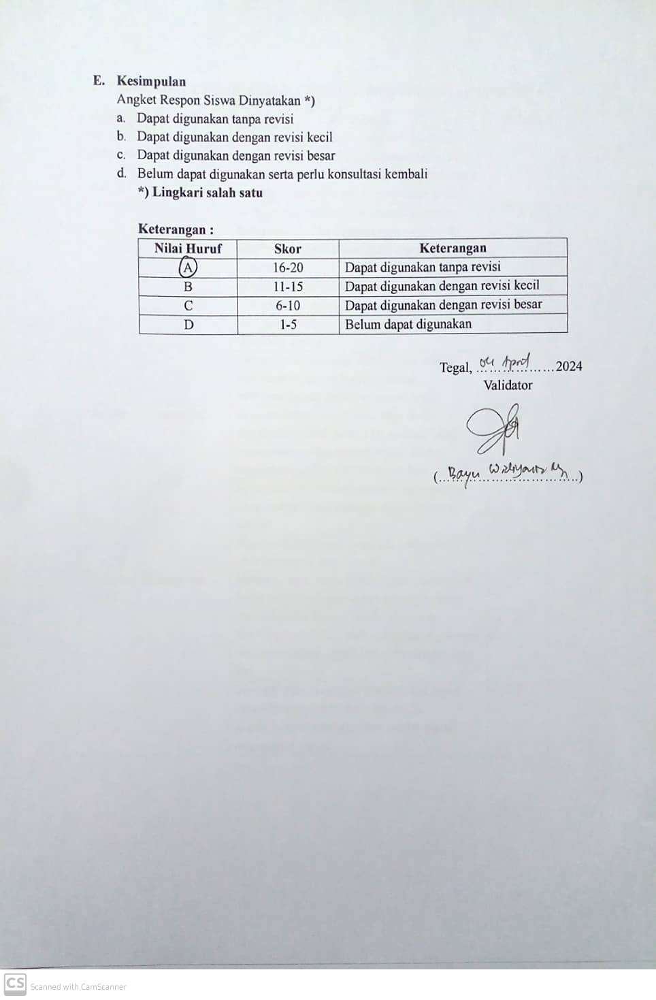 E. Kesimpulan
Angket Respon Siswa Dinyatakan *)
a. Dapat digunakan tanpa revisi
b. Dapat digunakan dengan revisi kecil
c. Dapat digunakan dengan revisi besar
d. Belum dapat digunakan serta perlu konsultasi kembali
*) Lingkari salah satu
Keterangan :
Nilai Huruf Skor Keterangan
A 16-20 Dapat digunakan tanpa revisi
B 11-15 Dapat digunakan dengan revisi kecil
C 6-10 Dapat digunakan dengan revisi besar
D 1-5 Belum dapat digunakan
Tegal, 04 April 2024
Validator
(Bayu)
CS Scanned with CamScanner